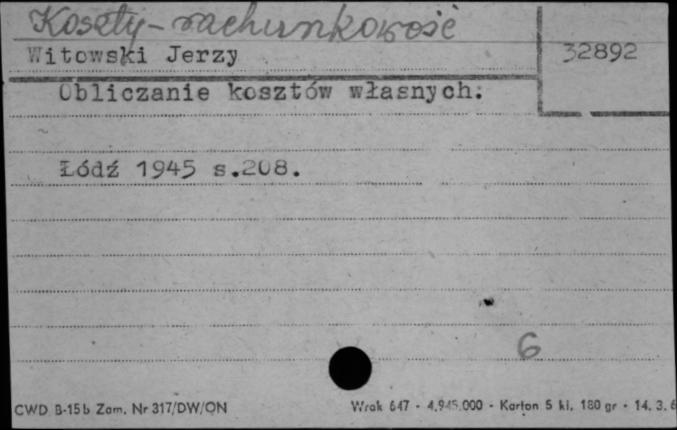 Koszty - rachunkowość
Witowski Jerzy
32892
Obliczanie kosztów własnych.
Łódź 1945 s.208.
6
CWD B-15b Zam. Nr 317/DW/ON
Wrak 647 - 4.945.000 - Karton 5 kl. 180 gr - 14. 3. 6